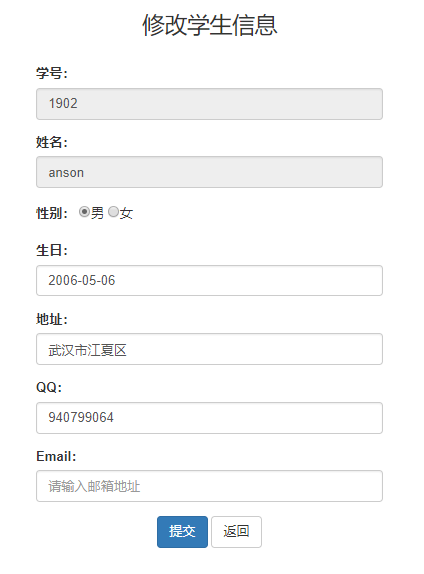 修改学生信息
学号：
1902
姓名：
anson
性别： 男 女
生日：
2006-05-06
地址：
武汉市江夏区
QQ：
940799064
Email：
请输入邮箱地址
提交 返回